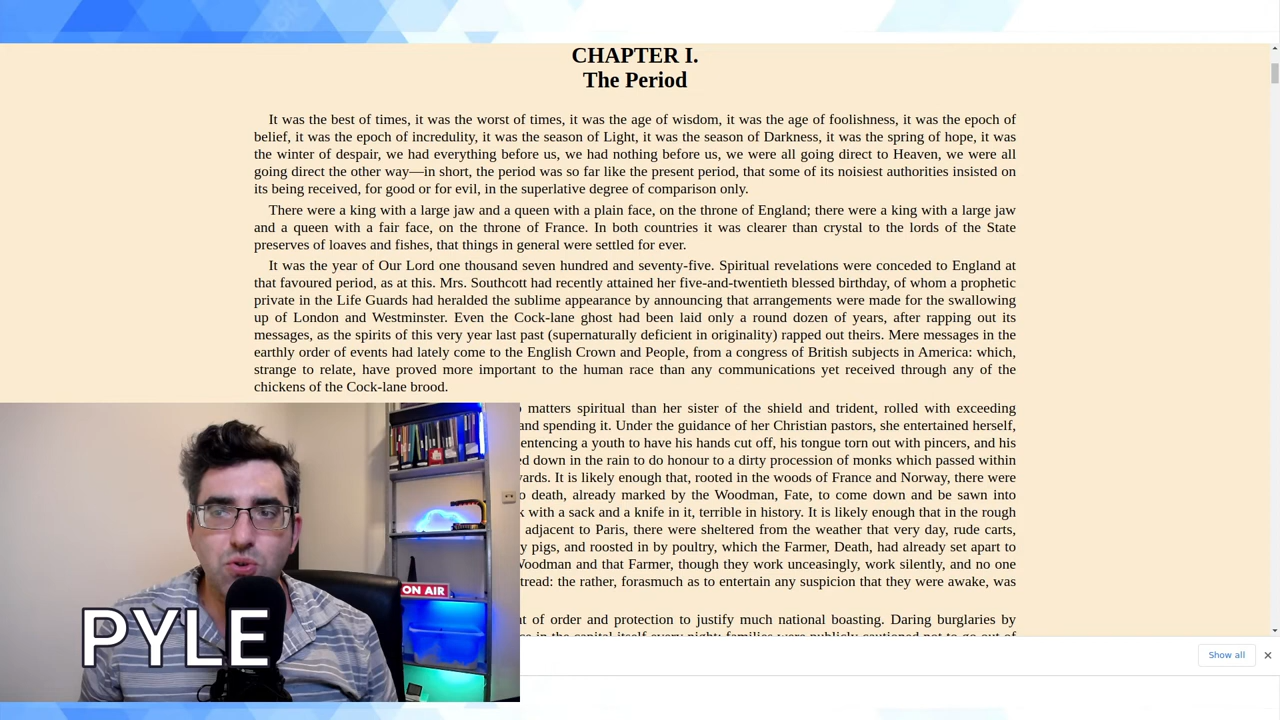 CHAPTER I.
The Period
It was the best of times, it was the worst of times, it was the age of wisdom, it was the age of foolishness, it was the epoch of
belief, it was the epoch of incredulity, it was the season of Light, it was the season of Darkness, it was the spring of hope, it was
the winter of despair, we had everything before us, we had nothing before us, we were all going direct to Heaven, we were all
going direct the other way—in short, the period was so far like the present period, that some of its noisiest authorities insisted on
its being received, for good or for evil, in the superlative degree of comparison only.
There were a king with a large jaw and a queen with a plain face, on the throne of England; there were a king with a large jaw
and a queen with a fair face, on the throne of France. In both countries it was clearer than crystal to the lords of the State
preserves of loaves and fishes, that things in general were settled for ever.
It was the year of Our Lord one thousand seven hundred and seventy-five. Spiritual revelations were conceded to England at
that favoured period, as at this. Mrs. Southcott had recently attained her five-and-twentieth blessed birthday, of whom a prophetic
private in the Life Guards had heralded the sublime appearance by announcing that arrangements were made for the swallowing
up of London and Westminster. Even the Cock-lane ghost had been laid only a round dozen of years, after rapping out its
messages, as the spirits of this very year last past (supernaturally deficient in originality) rapped out theirs. Mere messages in the
earthly order of events had lately come to the English Crown and People, from a congress of British subjects in America: which,
strange to relate, have proved more important to the human race than any communications yet received through any of the
chickens of the Cock-lane brood.
matters spiritual than her sister of the shield and trident, rolled with exceeding
and spending it. Under the guidance of her Christian pastors, she entertained herself,
entencing a youth to have his hands cut off, his tongue torn out with pincers, and his
ed down in the rain to do honour to a dirty procession of monks which passed within
yards. It is likely enough that, rooted in the woods of France and Norway, there were
o death, already marked by the Woodman, Fate, to come down and be sawn into
k with a sack and a knife in it, terrible in history. It is likely enough that in the rough
adjacent to Paris, there were sheltered from the weather that very day, rude carts,
y pigs, and roosted in by poultry, which the Farmer, Death, had already set apart to
Woodman and that Farmer, though they work unceasingly, work silently, and no one
tread: the rather, forasmuch as to entertain any suspicion that they were awake, was
nt of order and protection to justify much national boasting. Daring burglaries by
ON AIR
PYLE
Show all